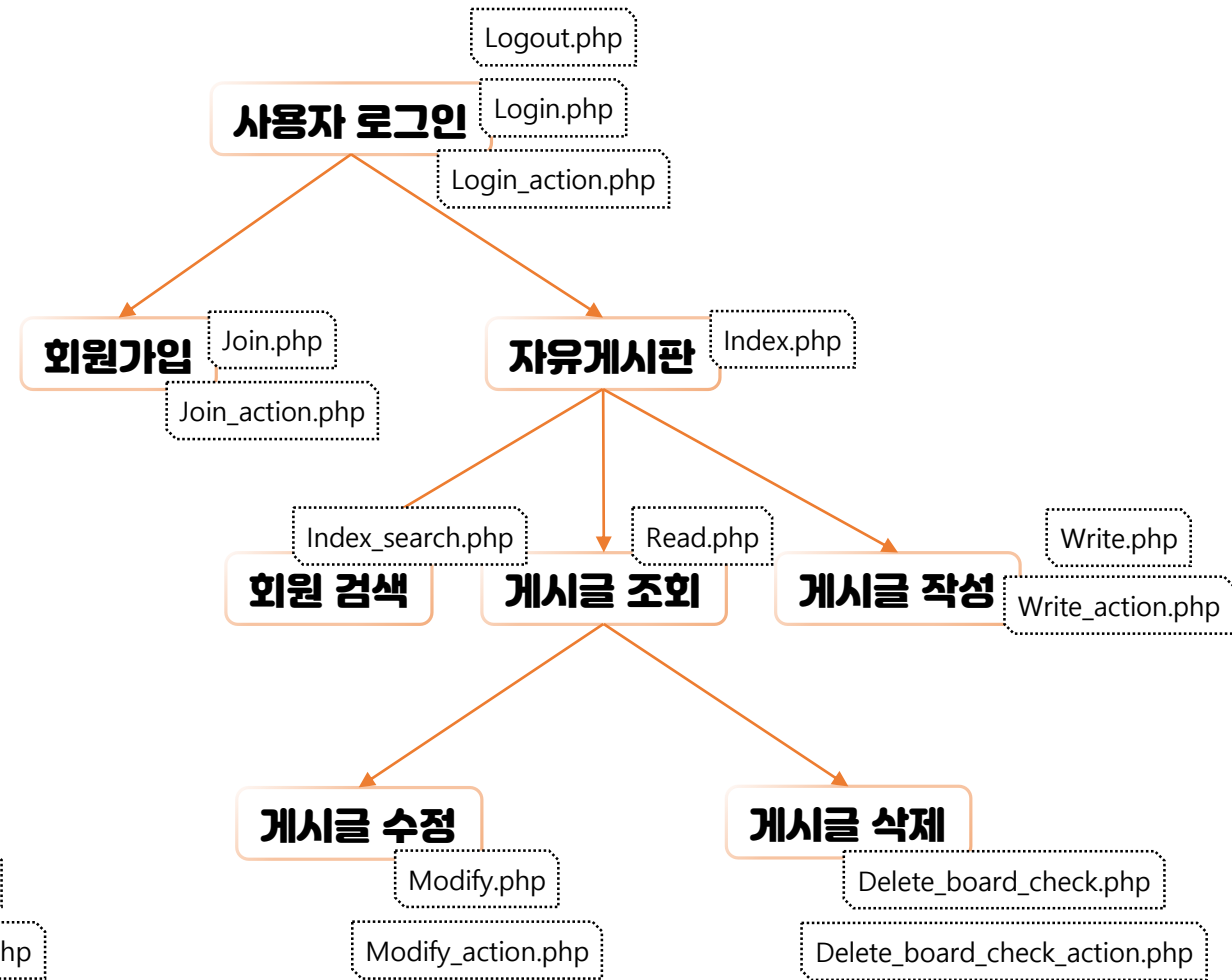 Logout.php
사용자 로그인
Login.php
Login_action.php
회원가입
Join.php
Join_action.php
자유게시판
Index.php
Index_search.php
회원 검색
Read.php
게시글 조회
Write.php
게시글 작성
Write_action.php
게시글 수정
Modify.php
Modify_action.php
게시글 삭제
Delete_board_check.php
Delete_board_check_action.php
hp